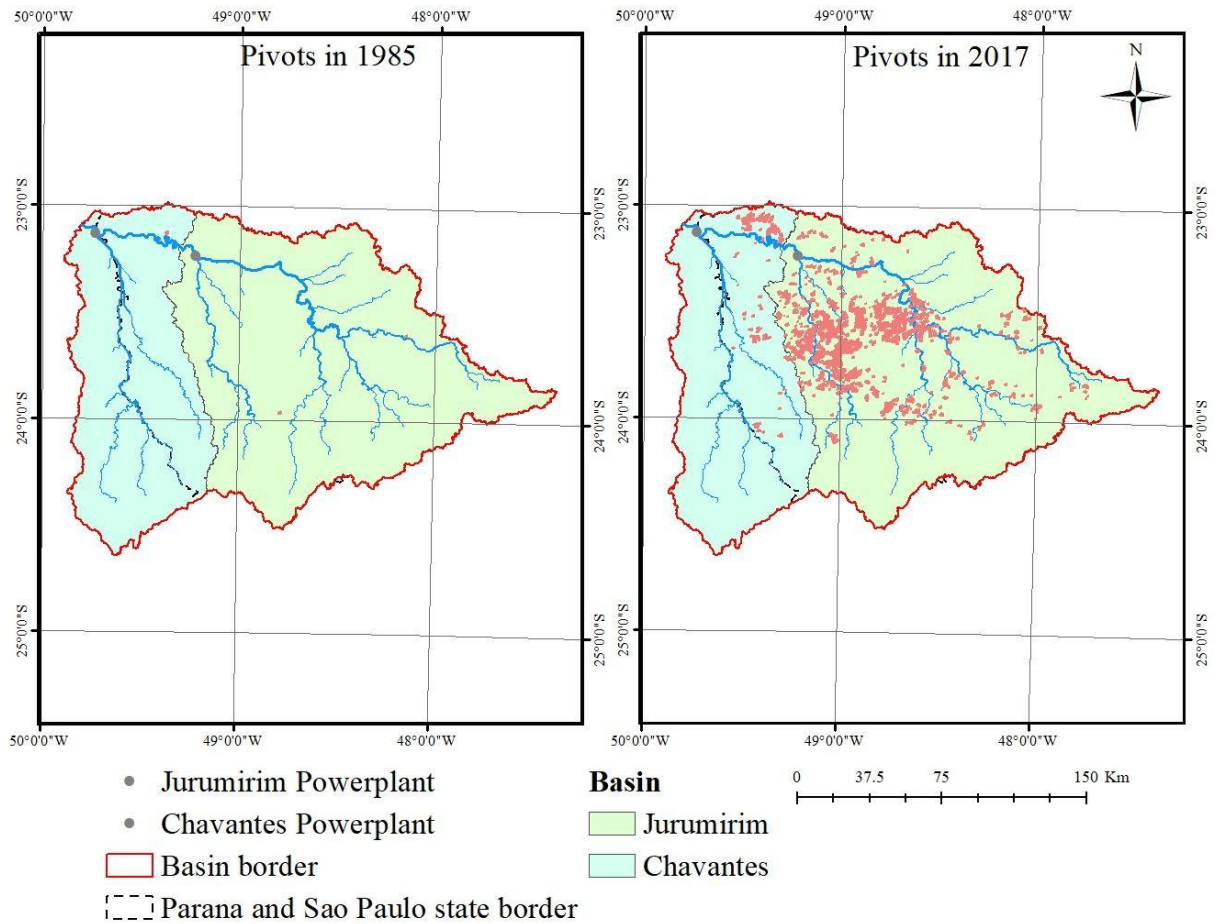 50°0'0"W 49°0'0"W 48°0'0"W
50°0'0"W 49°0'0"W 48°0'0"W
Pivots in 1985
Pivots in 2017
N
23°0'0"S
23°0'0"S
23°0'0"S
23°0'0"S
24°0'0"S
24°0'0"S
24°0'0"S
24°0'0"S
25°0'0"S
25°0'0"S
25°0'0"S
25°0'0"S
50°0'0"W 49°0'0"W 48°0'0"W
50°0'0"W 49°0'0"W 48°0'0"W
Jurumirim Powerplant
Chavantes Powerplant
Basin border
Parana and Sao Paulo state border
Basin
Jurumirim
Chavantes
0 37.5 75 150 Km